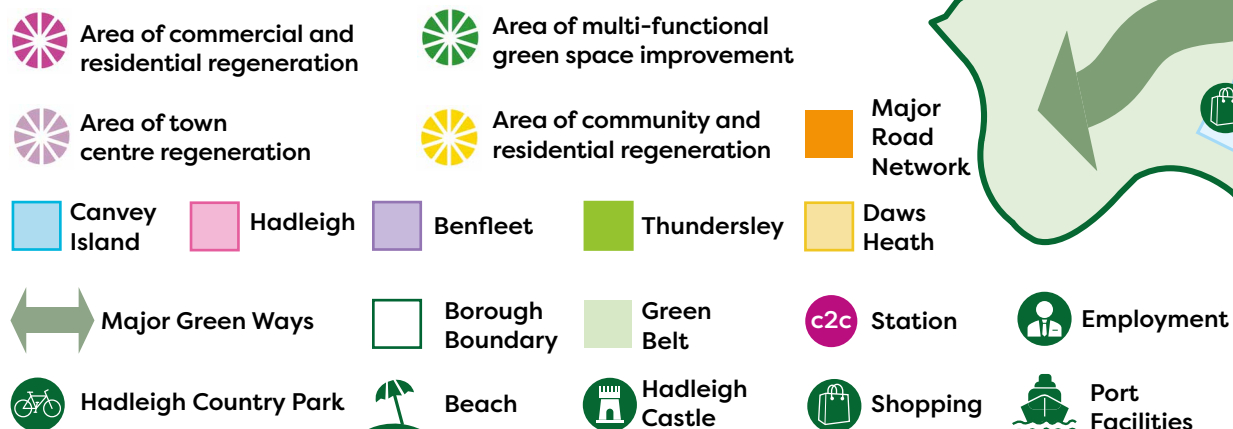 Area of commercial and
residential regeneration
Area of multi-functional
green space improvement
Area of town
centre regeneration
Area of community and
residential regeneration
Major
Road
Network
Canvey
Island
Hadleigh
Benfleet
Thundersley
Daws
Heath
Major Green Ways
Borough
Boundary
Green
Belt
c2c
Station
Employment
Hadleigh Country Park
Beach
Hadleigh
Castle
Shopping
Port
Facilities